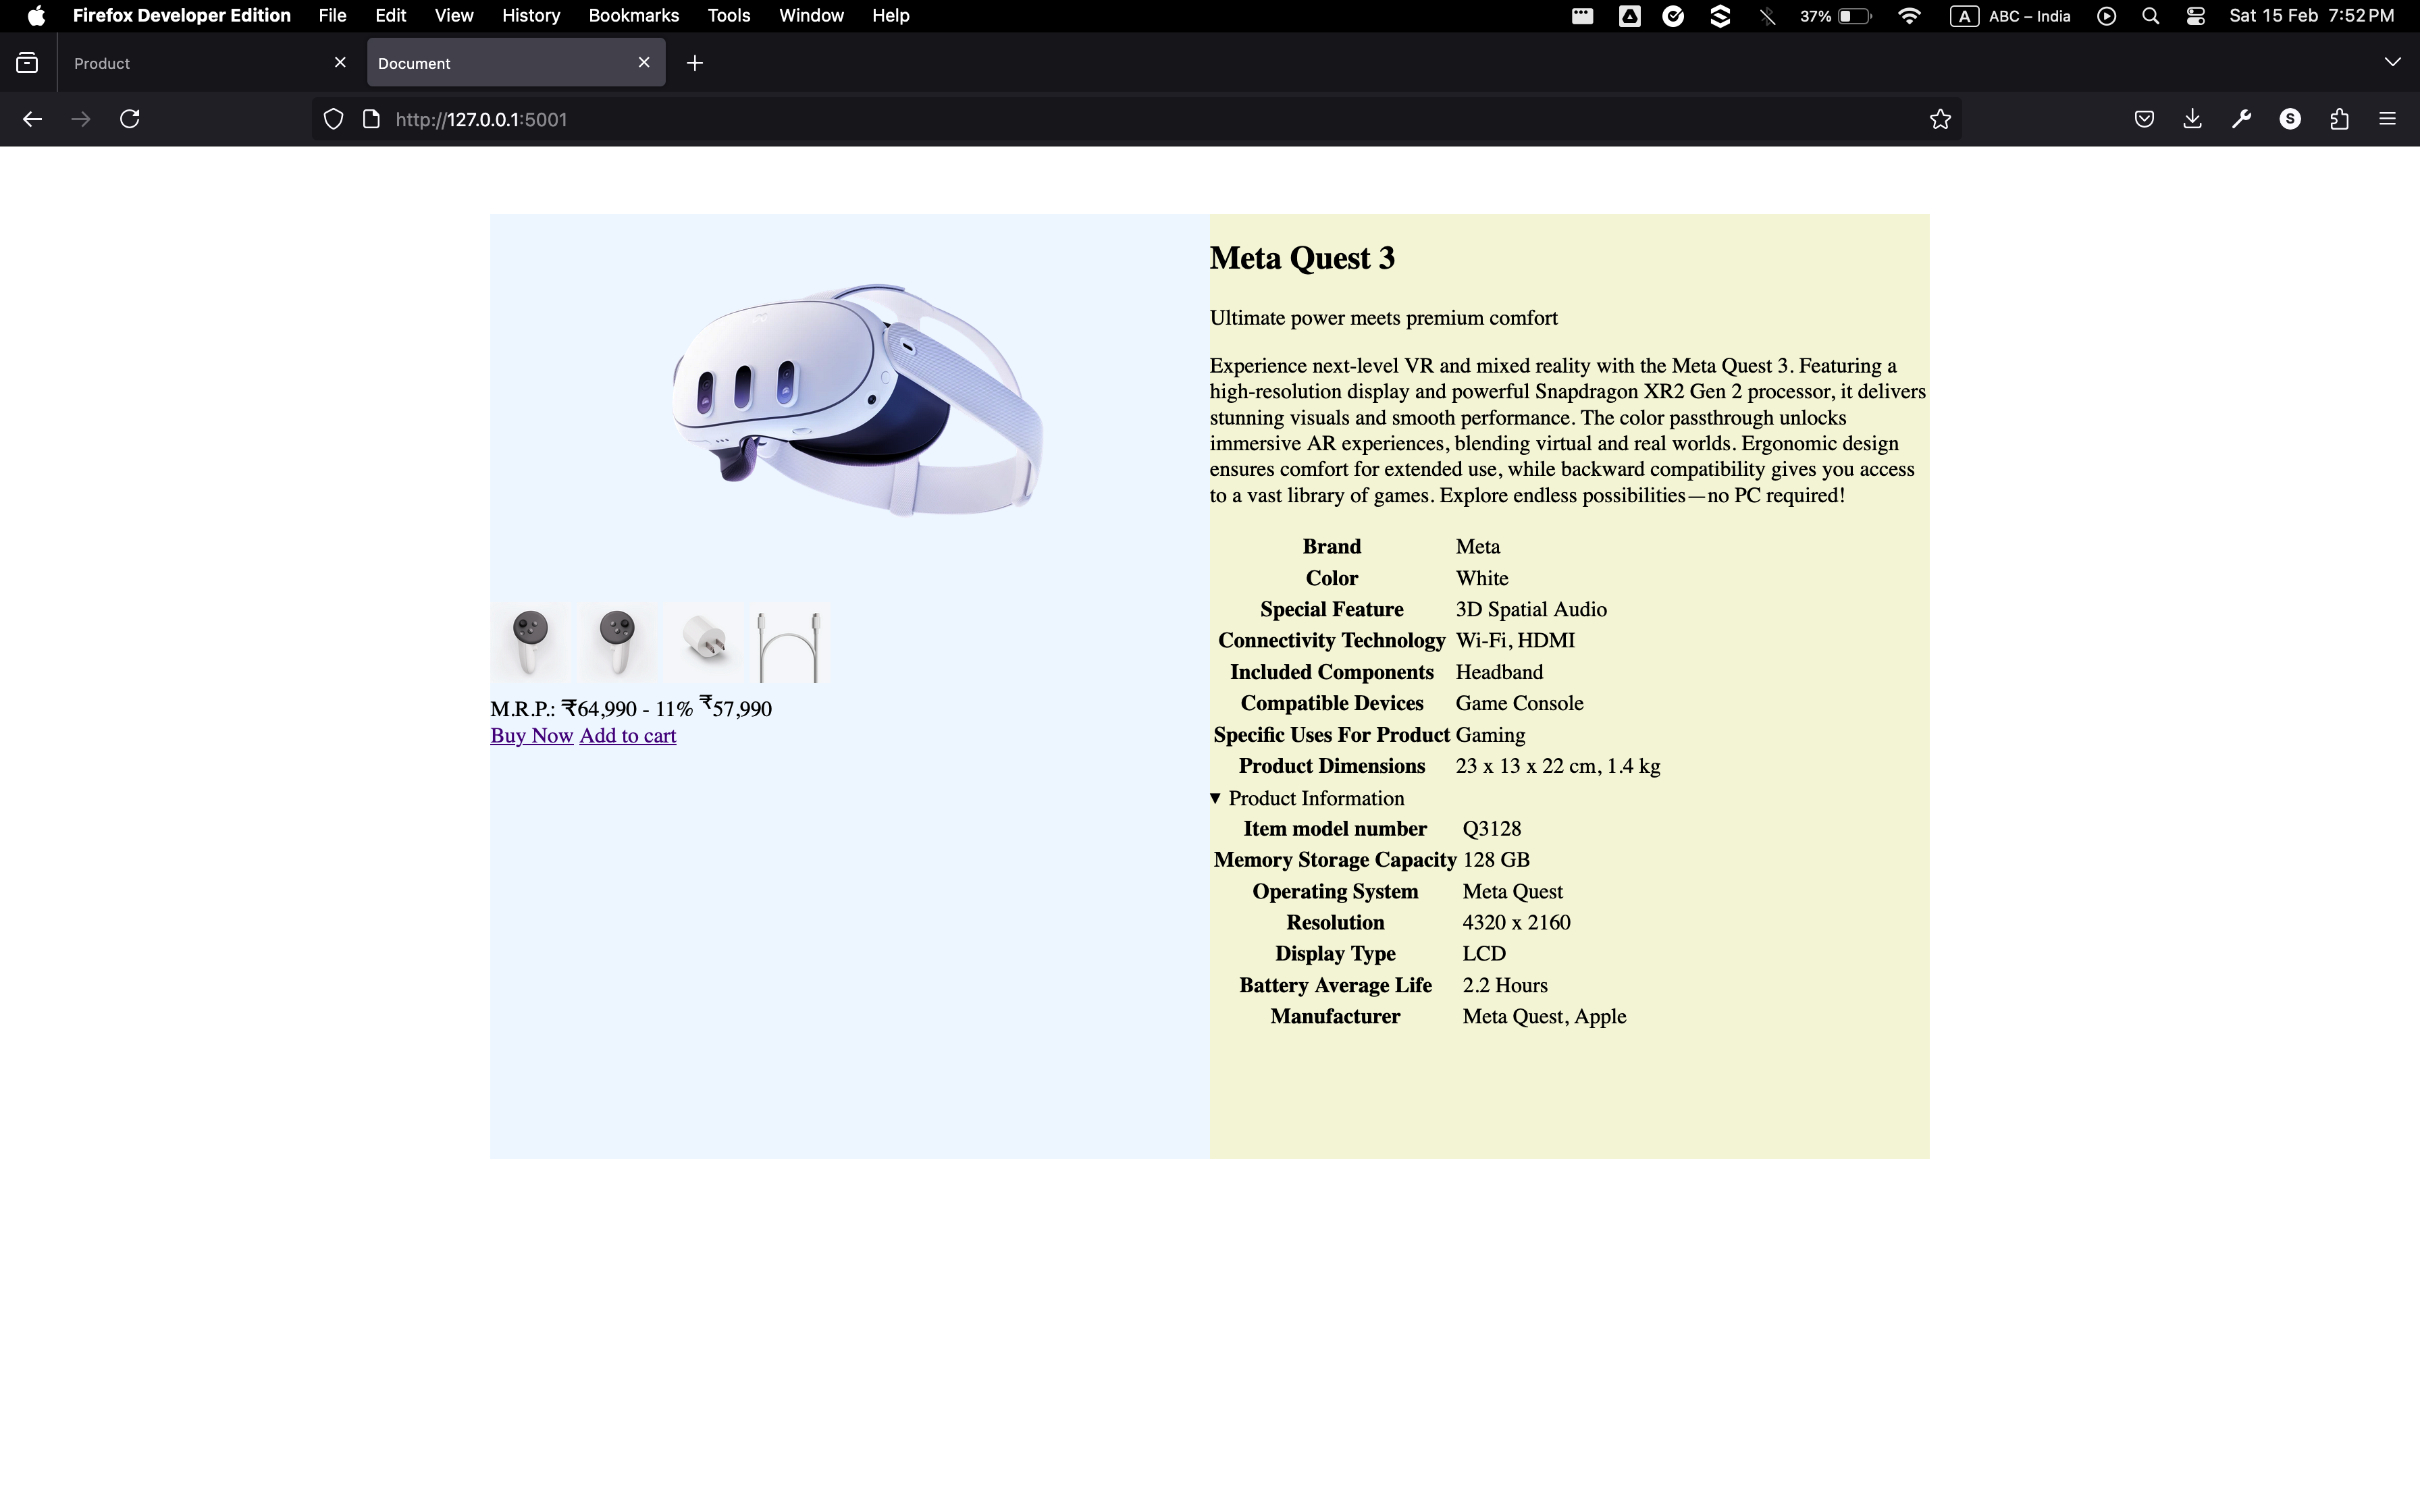 Firefox Developer Edition File Edit View History Bookmarks Tools Window Help 37% A ABC – India Sat 15 Feb 7:52 PM
Product Document
http://127.0.0.1:5001 S
Meta Quest 3
Ultimate power meets premium comfort
Experience next-level VR and mixed reality with the Meta Quest 3. Featuring a
high-resolution display and powerful Snapdragon XR2 Gen 2 processor, it delivers
stunning visuals and smooth performance. The color passthrough unlocks
immersive AR experiences, blending virtual and real worlds. Ergonomic design
ensures comfort for extended use, while backward compatibility gives you access
to a vast library of games. Explore endless possibilities—no PC required!
Brand Meta
Color White
Special Feature 3D Spatial Audio
Connectivity Technology Wi-Fi, HDMI
Included Components Headband
Compatible Devices Game Console
Specific Uses For Product Gaming
Product Dimensions 23 x 13 x 22 cm, 1.4 kg
▼ Product Information
Item model number Q3128
Memory Storage Capacity 128 GB
Operating System Meta Quest
Resolution 4320 x 2160
Display Type LCD
Battery Average Life 2.2 Hours
Manufacturer Meta Quest, Apple
M.R.P.: ₹64,990 - 11% ₹57,990
Buy Now Add to cart